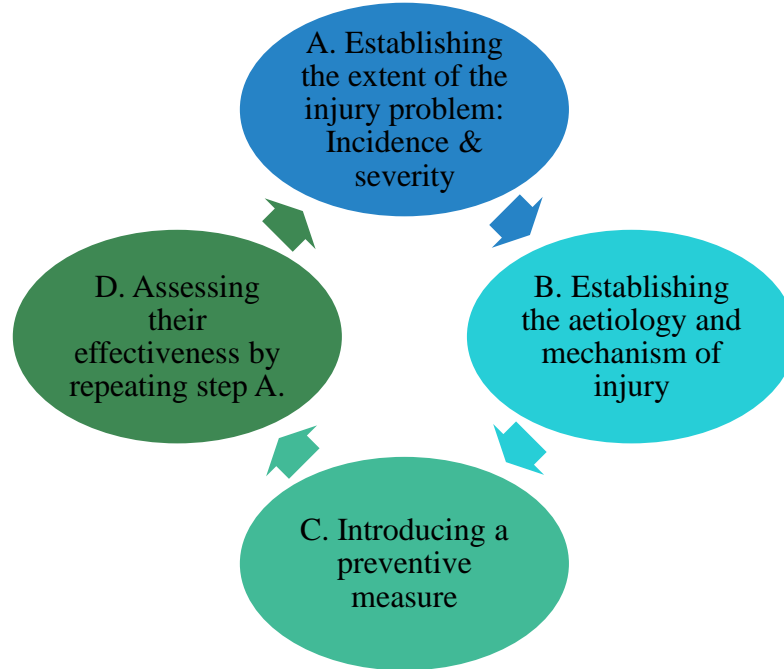 A. Establishing
the extent of the
injury problem:
Incidence &
severity
B. Establishing
the aetiology and
mechanism of
injury
C. Introducing a
preventive
measure
D. Assessing
their
effectiveness by
repeating step A.